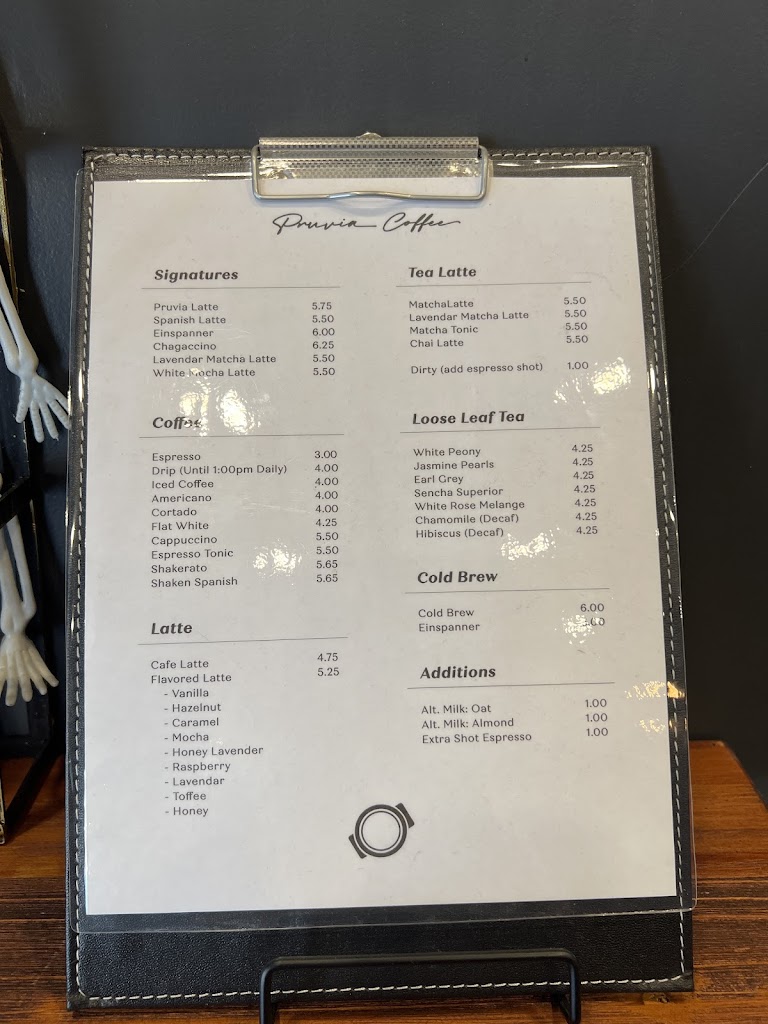 Pruvia Coffee
Signatures
Pruvia Latte 5.75
Spanish Latte 5.50
Einspanner 6.00
Chagaccino 6.25
Lavendar Matcha Latte 5.50
White Mocha Latte 5.50
Coffee
Espresso 3.00
Drip (Until 1:00pm Daily) 4.00
Iced Coffee 4.00
Americano 4.00
Cortado 4.00
Flat White 4.25
Cappuccino 5.50
Espresso Tonic 5.50
Shakerato 5.65
Shaken Spanish 5.65
Latte
Cafe Latte 4.75
Flavored Latte 5.25
- Vanilla
- Hazelnut
- Caramel
- Mocha
- Honey Lavender
- Raspberry
- Lavendar
- Toffee
- Honey
Tea Latte
MatchaLatte 5.50
Lavendar Matcha Latte 5.50
Matcha Tonic 5.50
Chai Latte 5.50
Dirty (add espresso shot) 1.00
Loose Leaf Tea
White Peony 4.25
Jasmine Pearls 4.25
Earl Grey 4.25
Sencha Superior 4.25
White Rose Melange 4.25
Chamomile (Decaf) 4.25
Hibiscus (Decaf) 4.25
Cold Brew
Cold Brew 6.00
Einspanner
Additions
Alt. Milk: Oat 1.00
Alt. Milk: Almond 1.00
Extra Shot Espresso 1.00